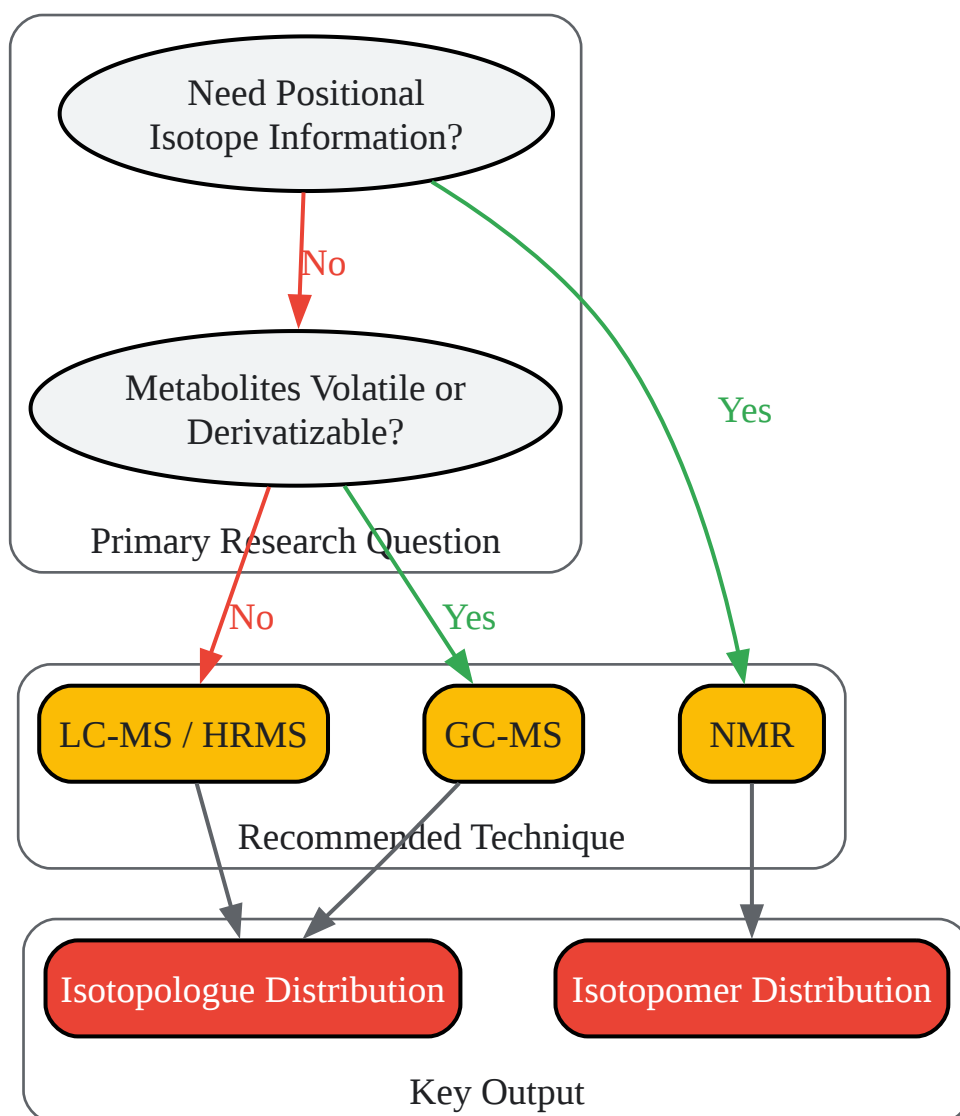 Need Positional
Isotope Information?
No
Metabolites Volatile or
Derivatizable?
Yes
Primary Research Question
No
Yes
LC-MS / HRMS
GC-MS
NMR
Recommended Technique
Isotopologue Distribution
Isotopomer Distribution
Key Output